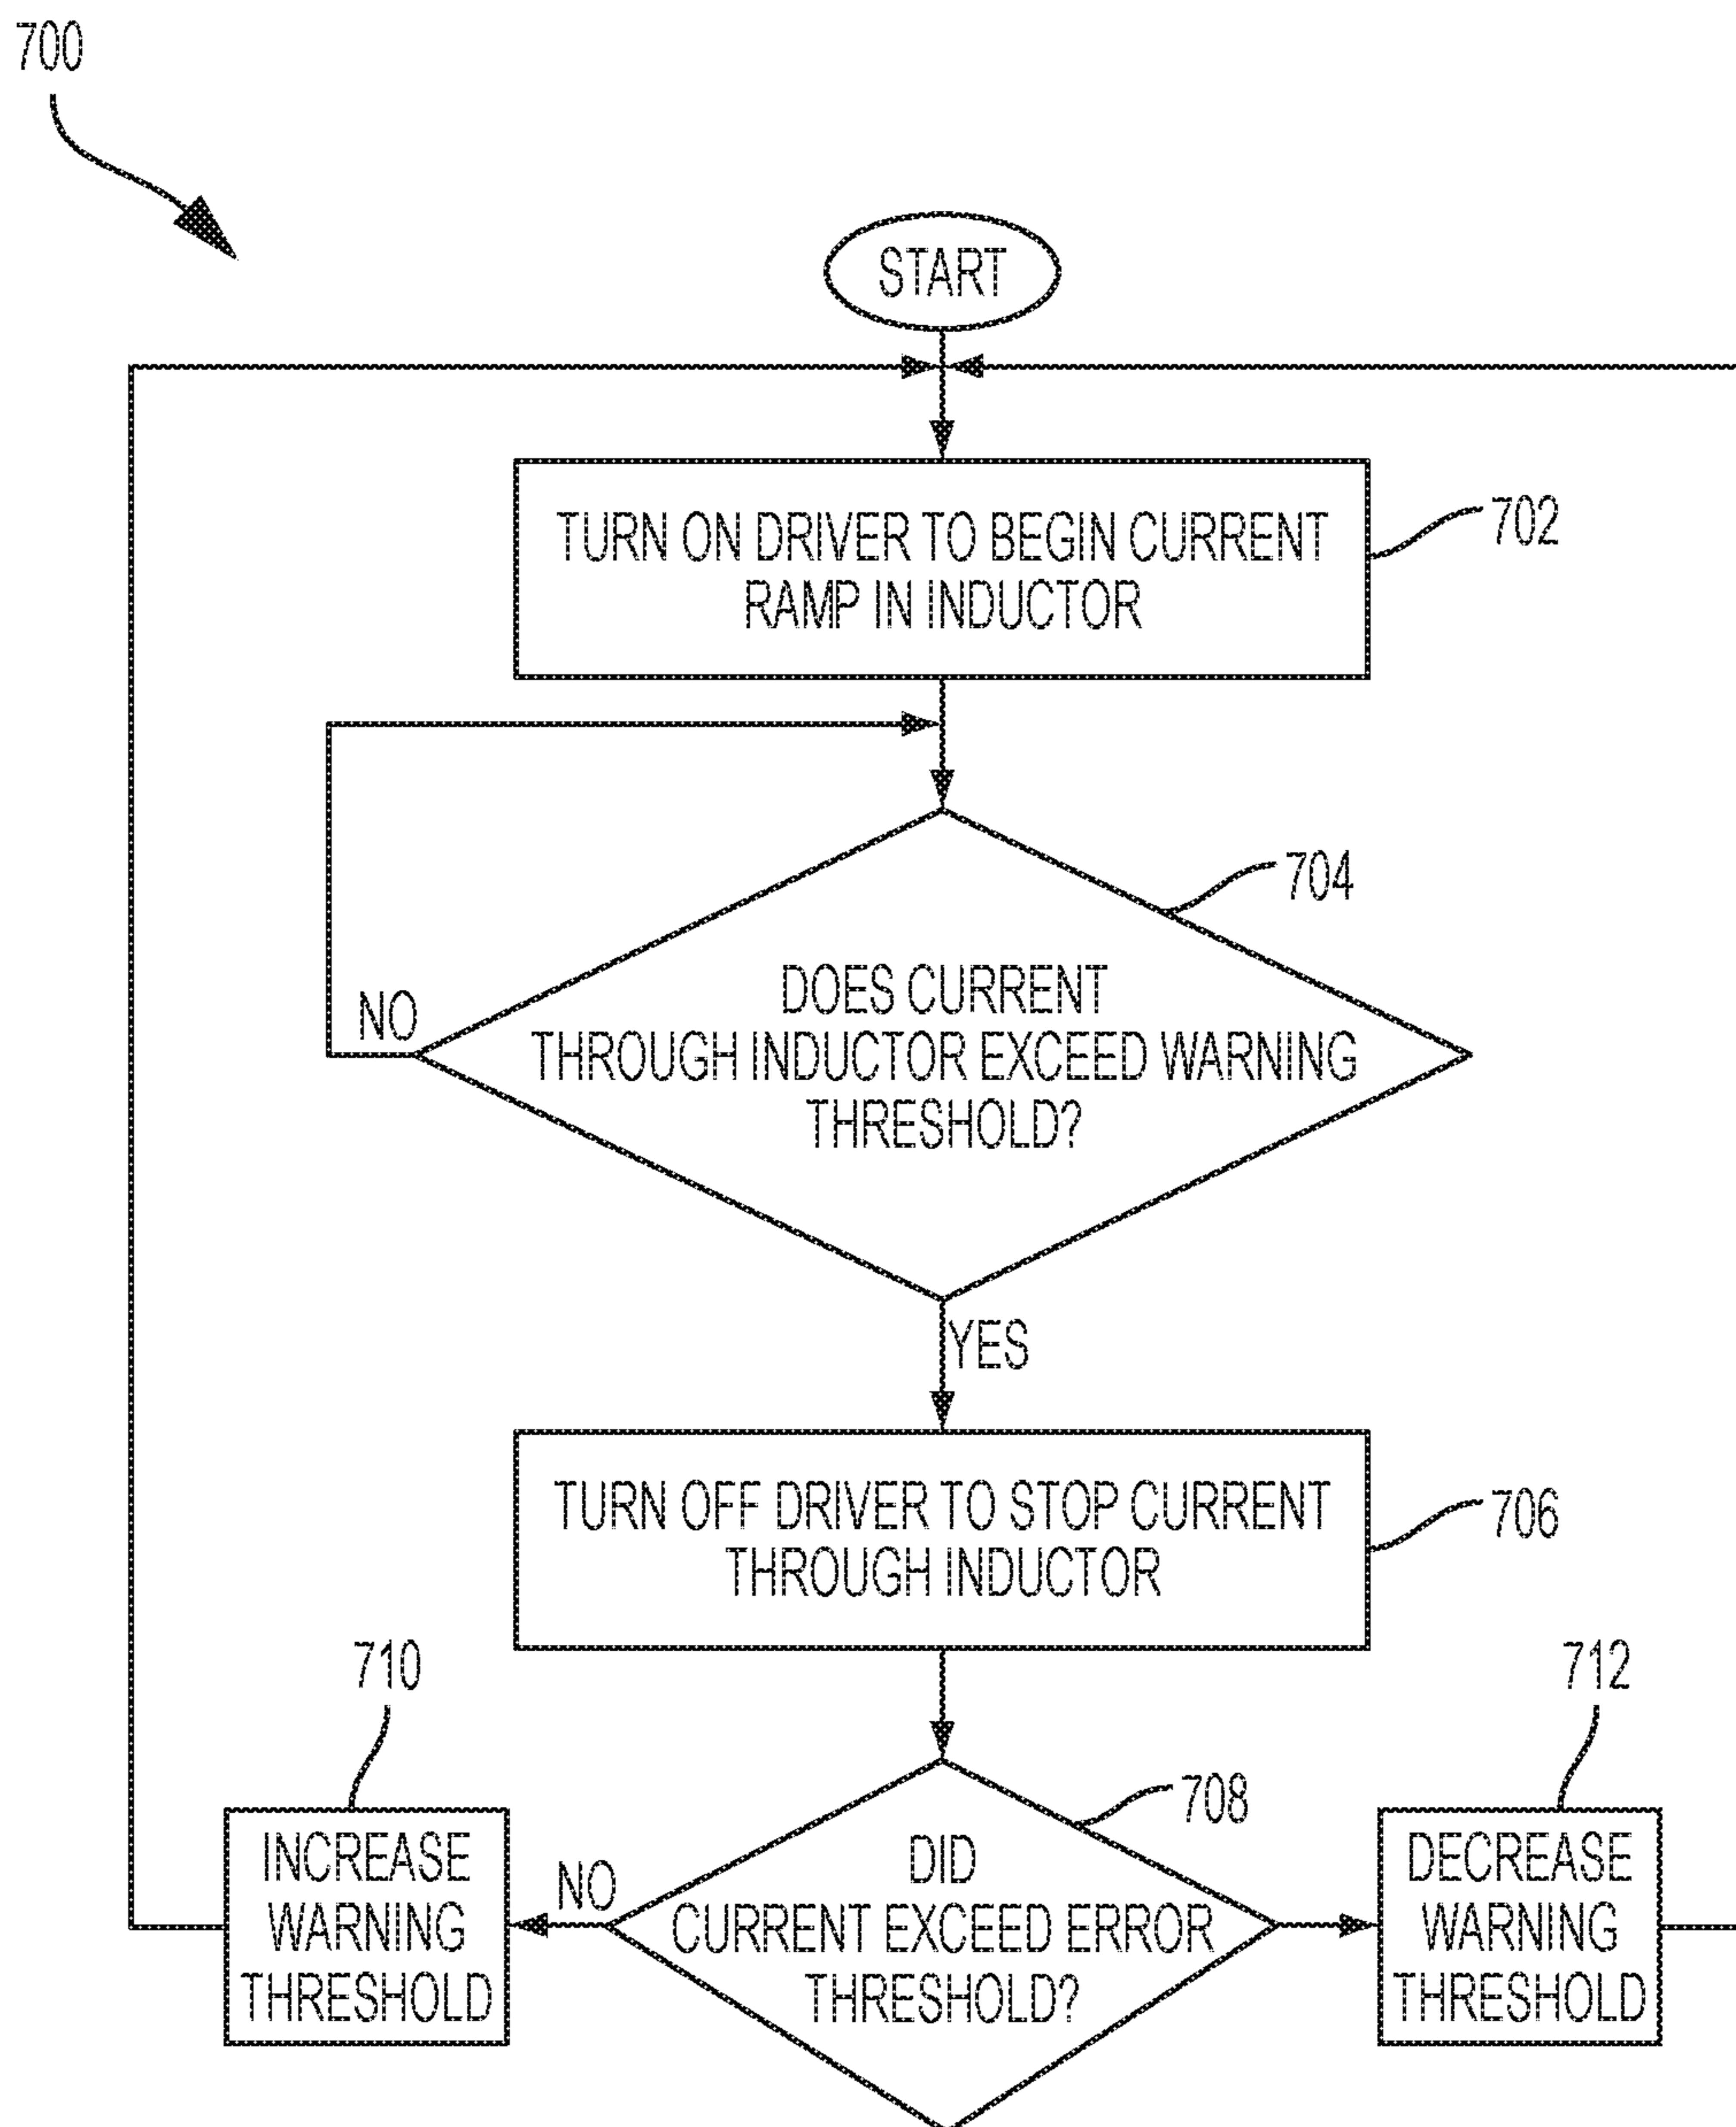 700
START
TURN ON DRIVER TO BEGIN CURRENT
RAMP IN INDUCTOR
702
704
DOES CURRENT
THROUGH INDUCTOR EXCEED WARNING
THRESHOLD?
NO
YES
TURN OFF DRIVER TO STOP CURRENT
THROUGH INDUCTOR
706
710
712
708
INCREASE
WARNING
THRESHOLD
NO
DID
CURRENT EXCEED ERROR
THRESHOLD?
DECREASE
WARNING
THRESHOLD